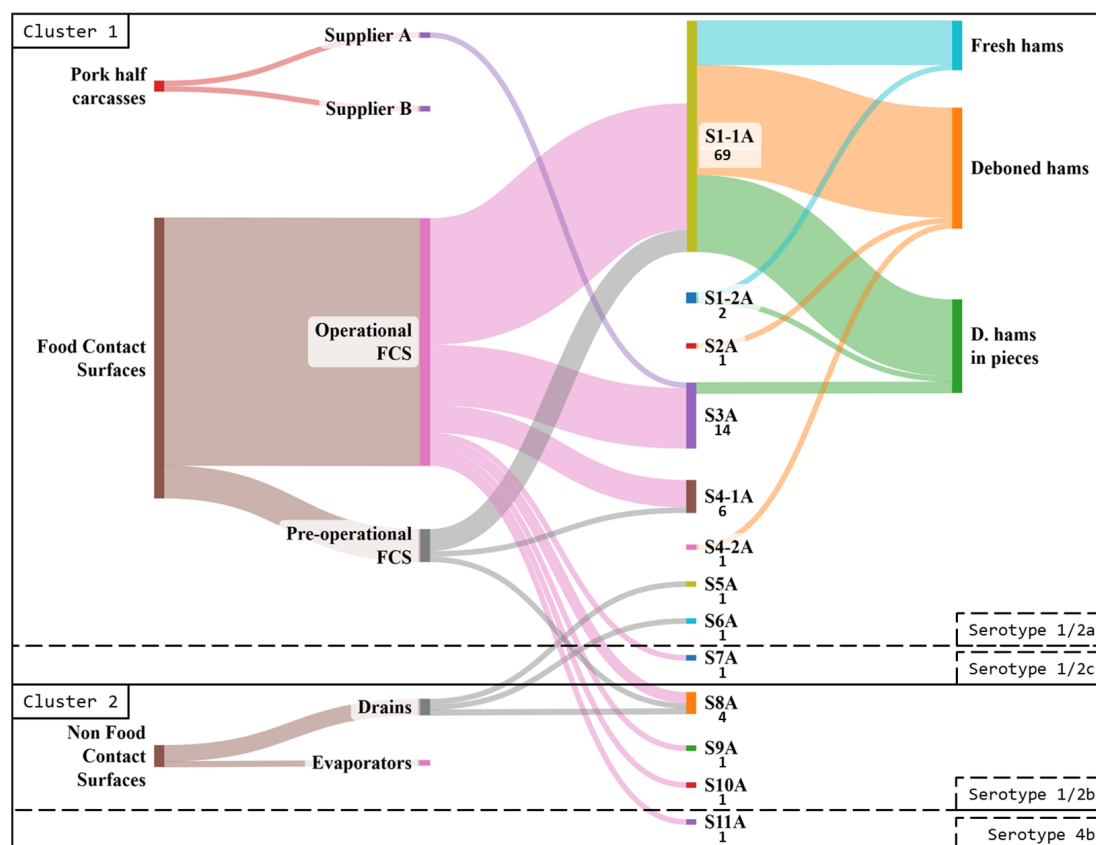 Cluster 1
Pork half
carcasses
Supplier A
Supplier B
Food Contact
Surfaces
Operational
FCS
Pre-operational
FCS
S1-1A
69
S1-2A
2
S2A
1
S3A
14
S4-1A
6
S4-2A
1
S5A
1
S6A
1
S7A
1
Fresh hams
Deboned hams
D. hams
in pieces
Serotype 1/2a
Serotype 1/2c
Cluster 2
Non Food
Contact
Surfaces
Drains
Evaporators
S8A
4
S9A
1
S10A
1
S11A
1
Serotype 1/2b
Serotype 4b